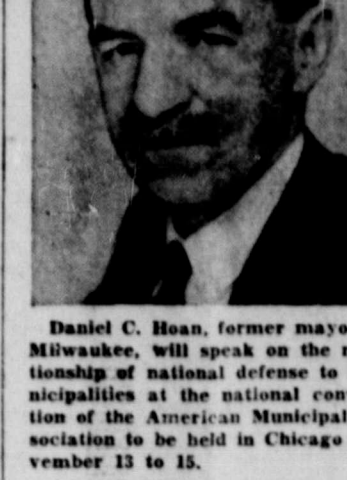 Daniel C. Hoan, former mayo
Milwaukee, will speak on the r
tionship of national defense to
nicipalities at the national con
tion of the American Municipal
sociation to be held in Chicago
vember 13 to 15.